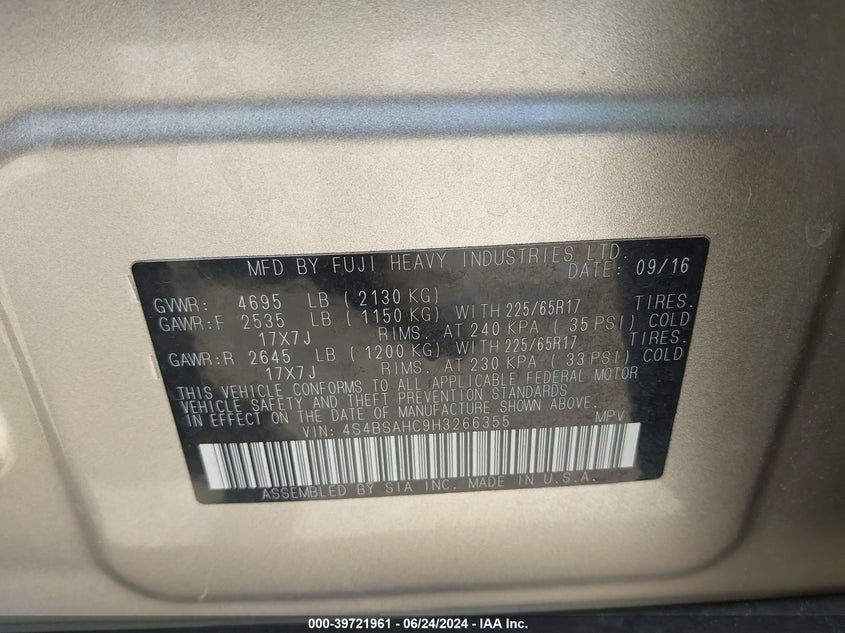 MFD BY FUJI HEAVY INDUSTRIES LTD.
DATE: 09/16
GVWR: 4695 LB ( 2130 KG)
GAWR:F 2535 LB ( 1150 KG) WITH 225/65R17 TIRES.
17X7J RIMS. AT 240 KPA ( 35 PSI) COLD
GAWR:R 2645 LB ( 1200 KG) WITH 225/65R17 TIRES.
17X7J RIMS. AT 230 KPA ( 33 PSI) COLD
THIS VEHICLE CONFORMS TO ALL APPLICABLE FEDERAL MOTOR
VEHICLE SAFETY AND THEFT PREVENTION STANDARDS
IN EFFECT ON THE DATE OF MANUFACTURE SHOWN ABOVE.
VIN: 4S4BSAHC9H3266355 MPV
ASSEMBLED BY SIA INC. MADE IN U.S.A.
000-39721961 - 06/24/2024 - IAA Inc.